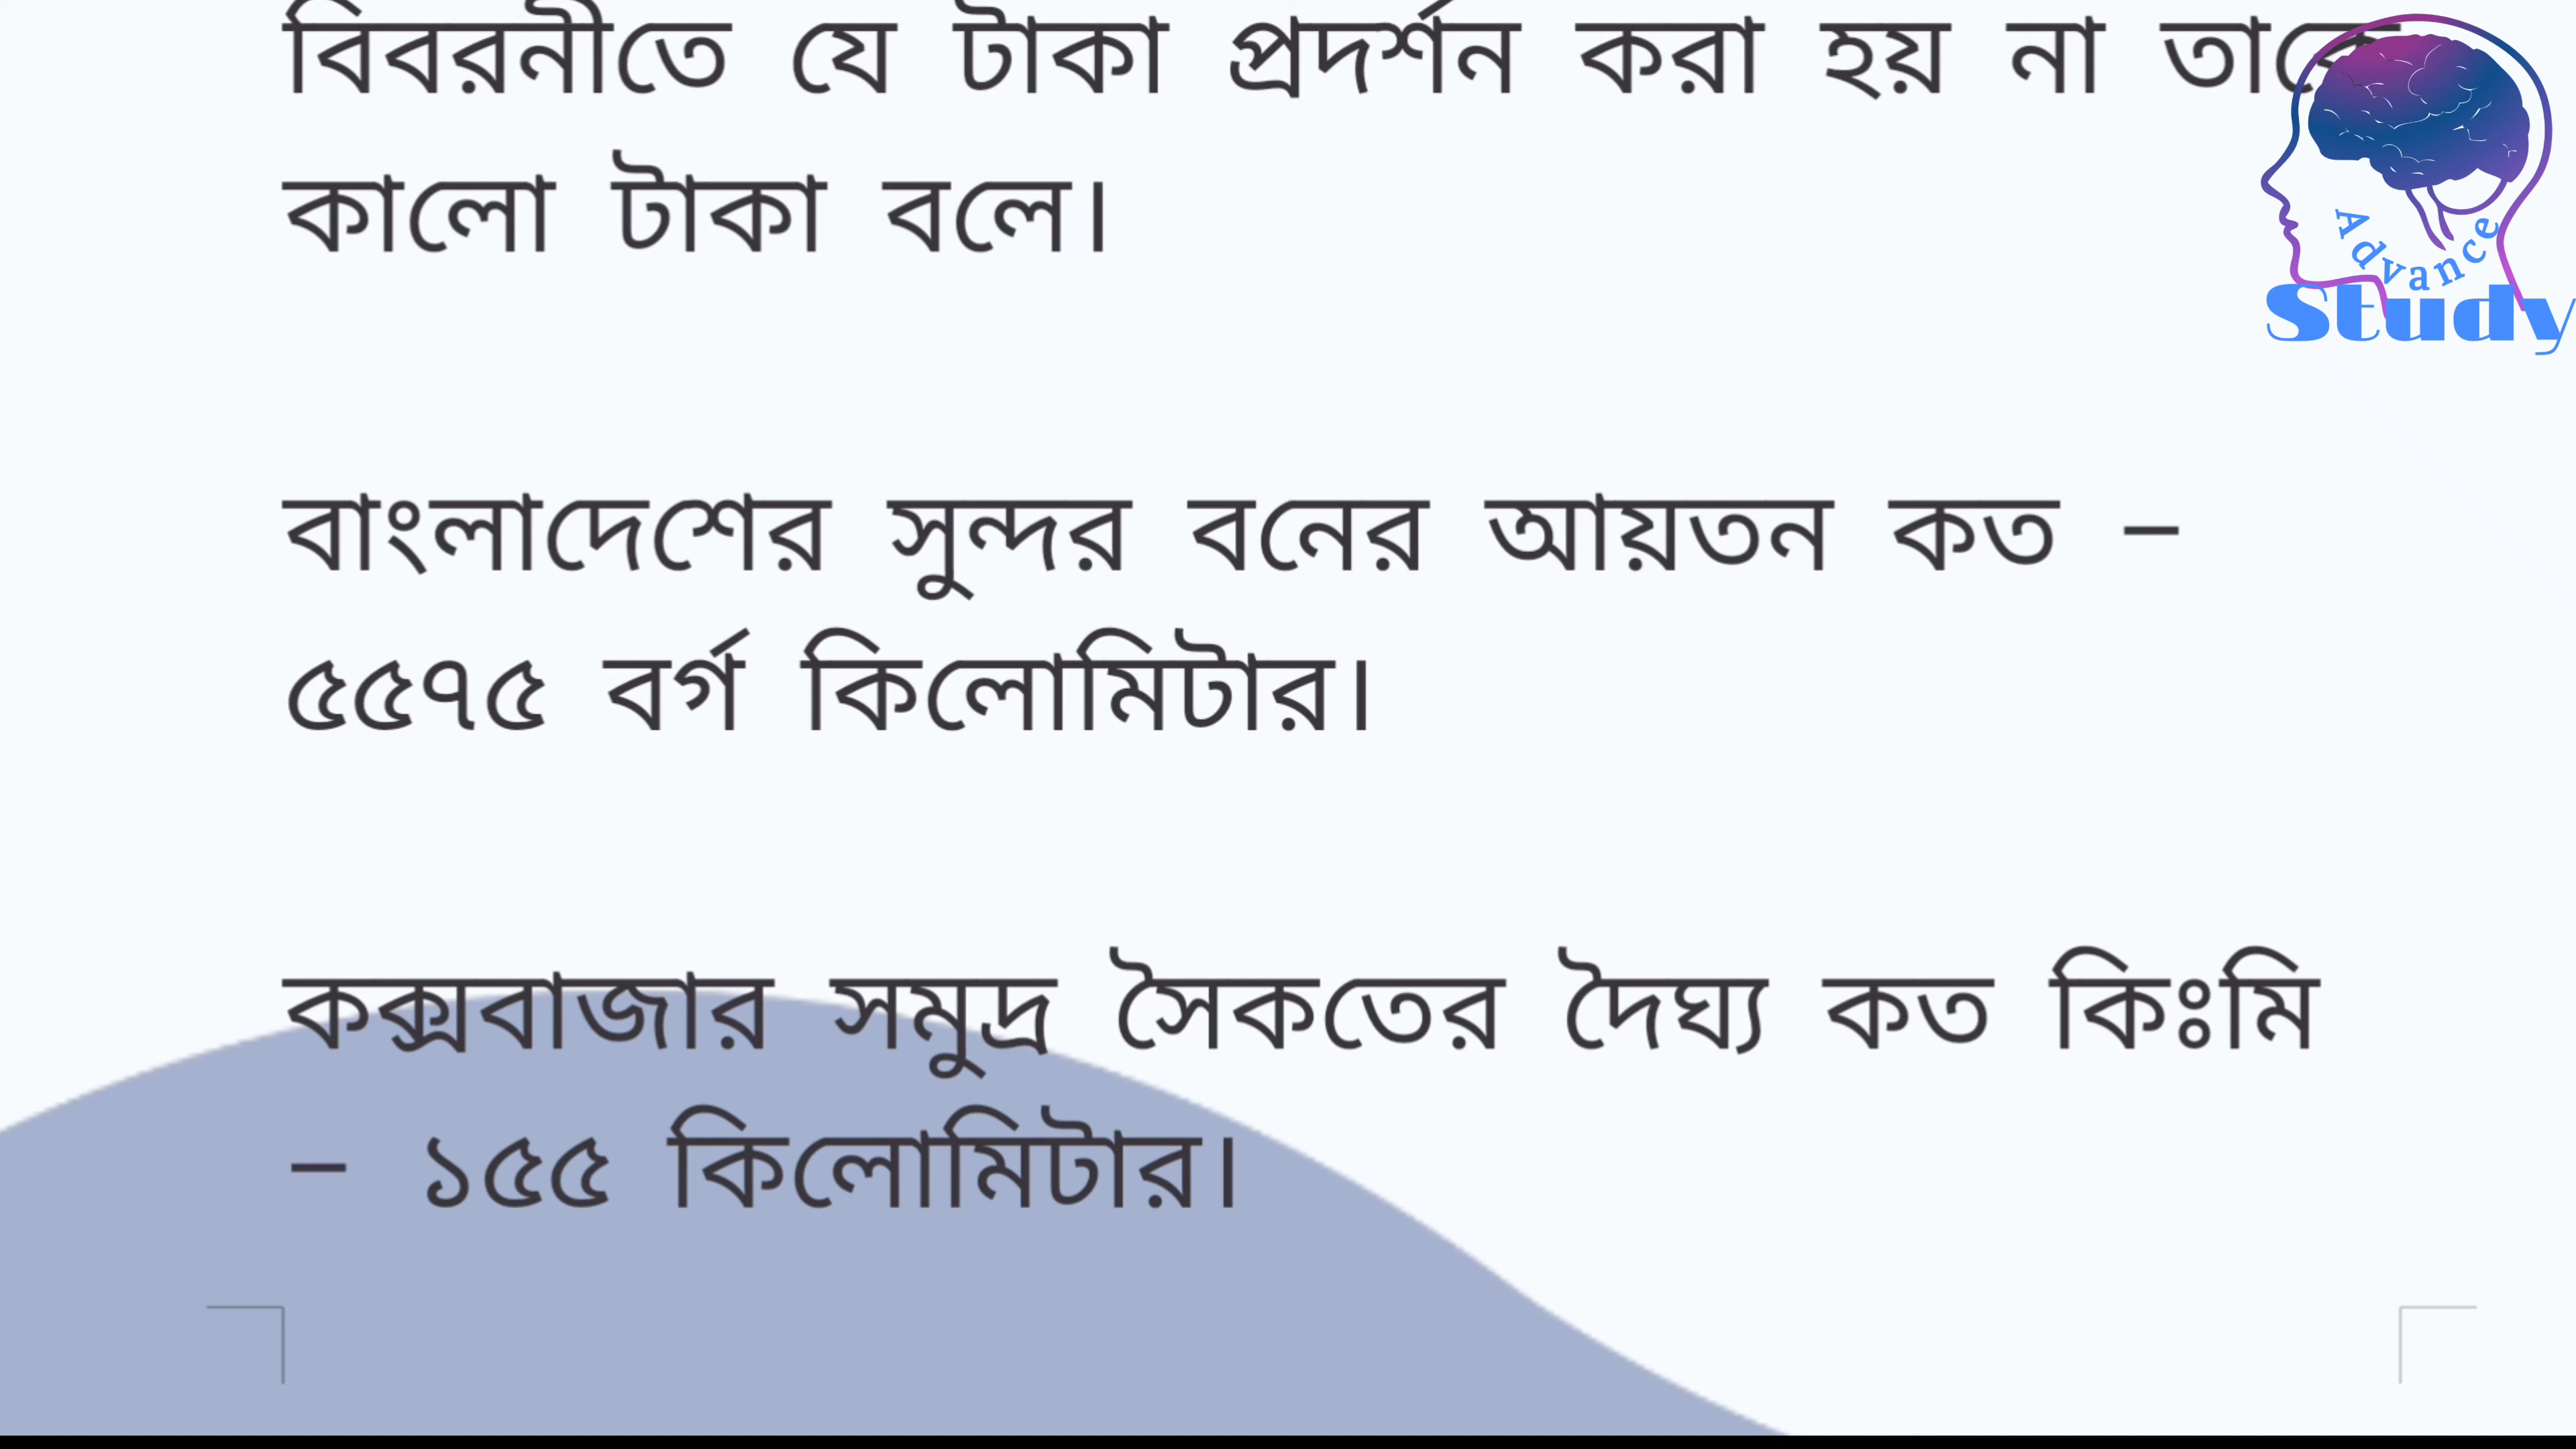 বিবরনীতে যে টাকা প্রদর্শন করা হয় না তাকে
কালো টাকা বলে।
Advance
Study
বাংলাদেশের সুন্দর বনের আয়তন কত –
৫৫৭৫ বর্গ কিলোমিটার।
কক্সবাজার সমুদ্র সৈকতের দৈঘ্য কত কিঃমি
– ১৫৫ কিলোমিটার।